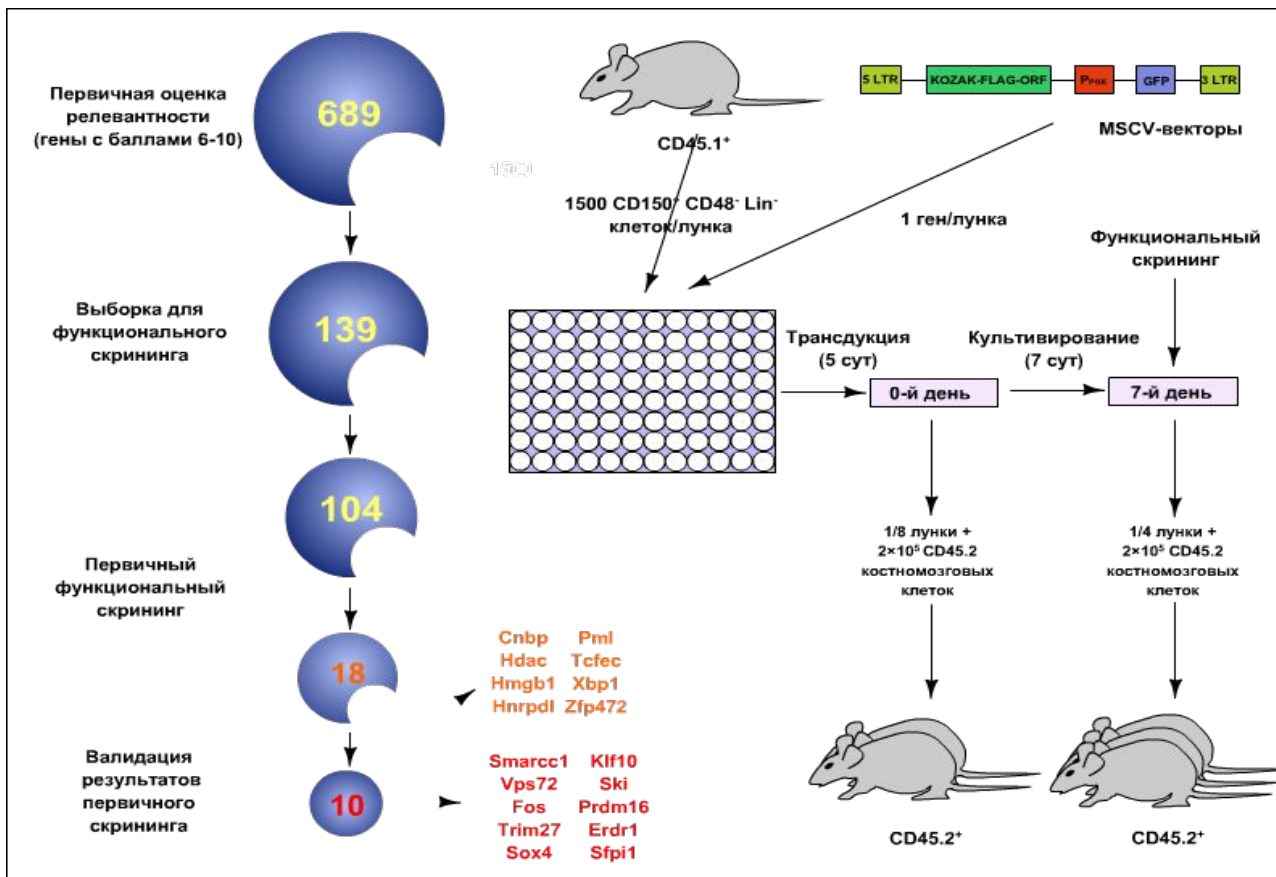 Первичная оценка
релевантности
(гены с баллами 6-10)
689
Выборка для
функционального
скрининга
139
104
Первичный
функциональный
скрининг
18
Cnbp Pml
Hdac Tcfec
Hmgb1 Xbp1
Hnrpdl Zfp472
Валидация
результатов
первичного
скрининга
10
Smarcc1 Klf10
Vps72 Ski
Fos Prdm16
Trim27 Erdr1
Sox4 Sfpi1
CD45.1⁺
1500
1500 CD150⁺ CD48⁻ Lin⁻
клеток/лунка
5 LTR KOZAK-FLAG-ORF PPGK GFP 3 LTR
MSCV-векторы
1 ген/лунка
Функциональный
скрининг
Трансдукция
(5 сут)
0-й день
Культивирование
(7 сут)
7-й день
1/8 лунки +
2×10⁵ CD45.2
костномозговых
клеток
CD45.2⁺
1/4 лунки +
2×10⁵ CD45.2
костномозговых
клеток
CD45.2⁺